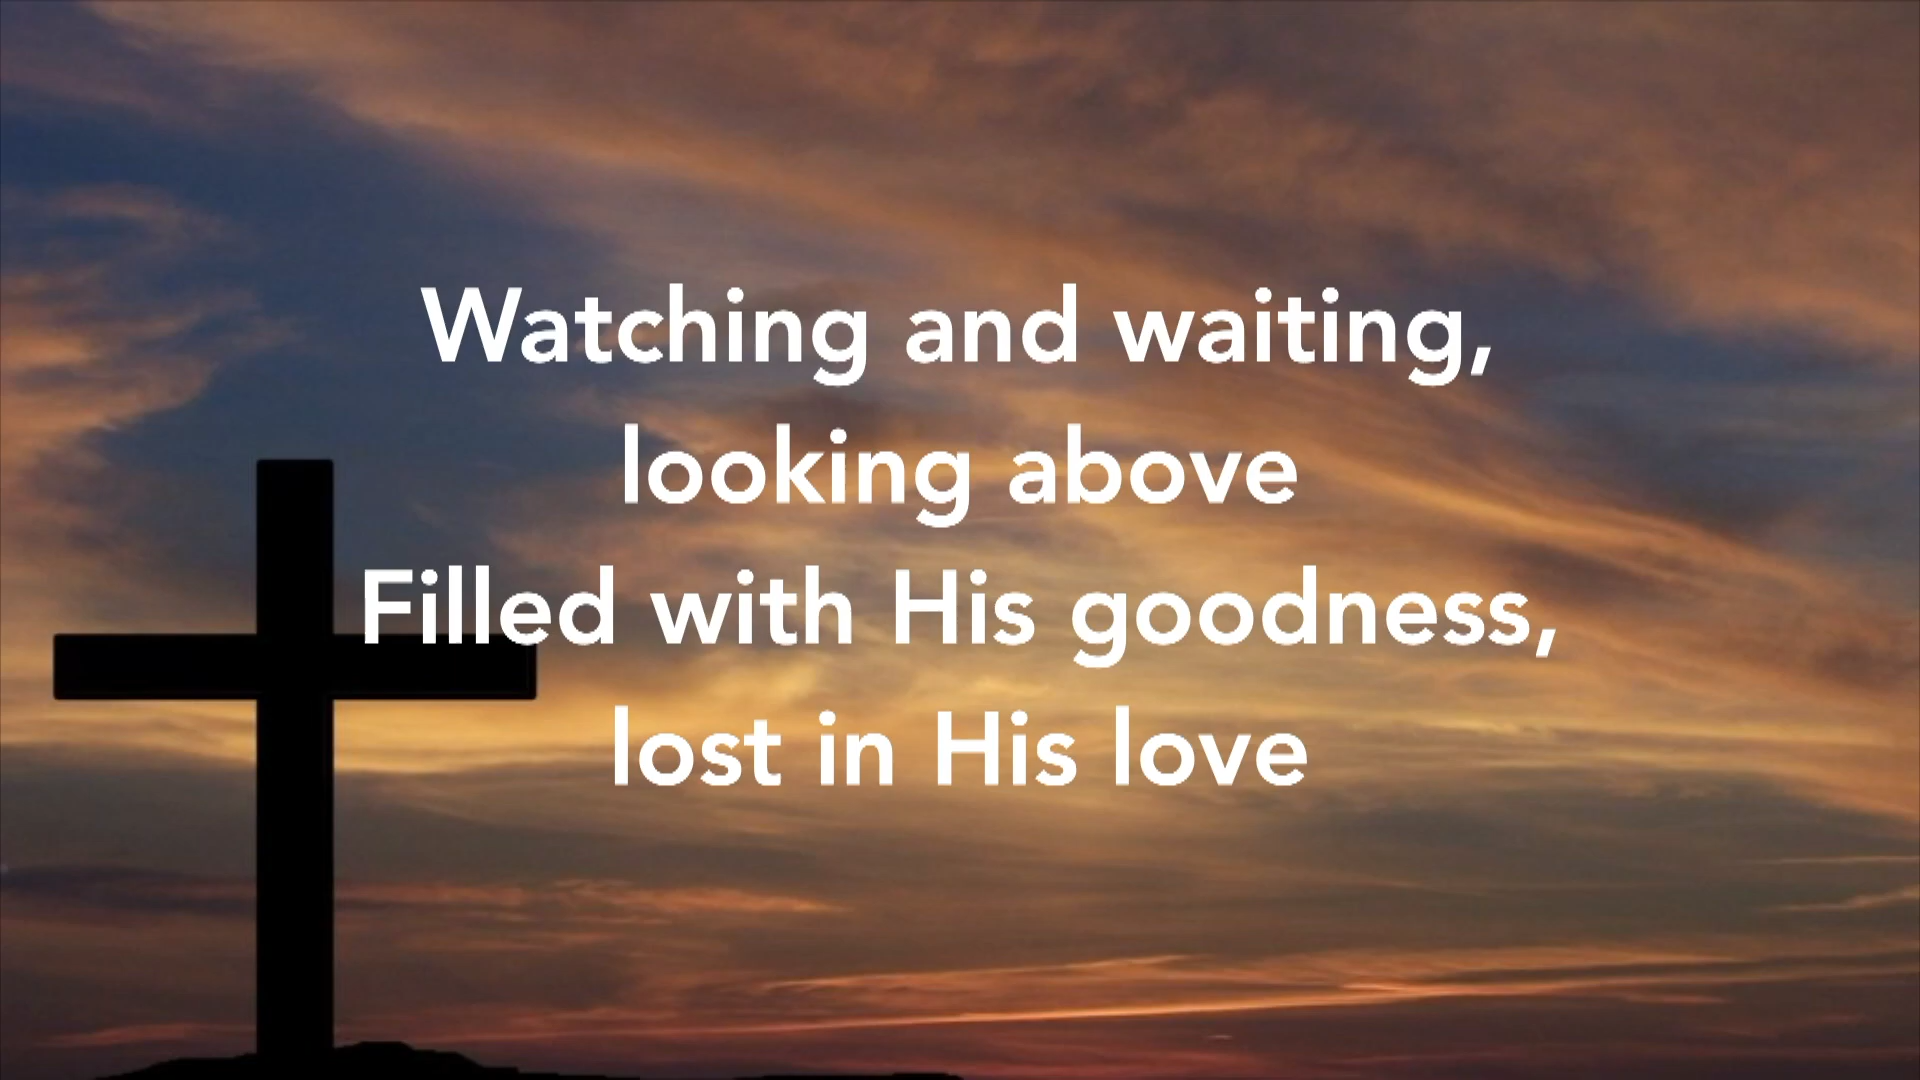 Watching and waiting,
looking above
Filled with His goodness,
lost in His love